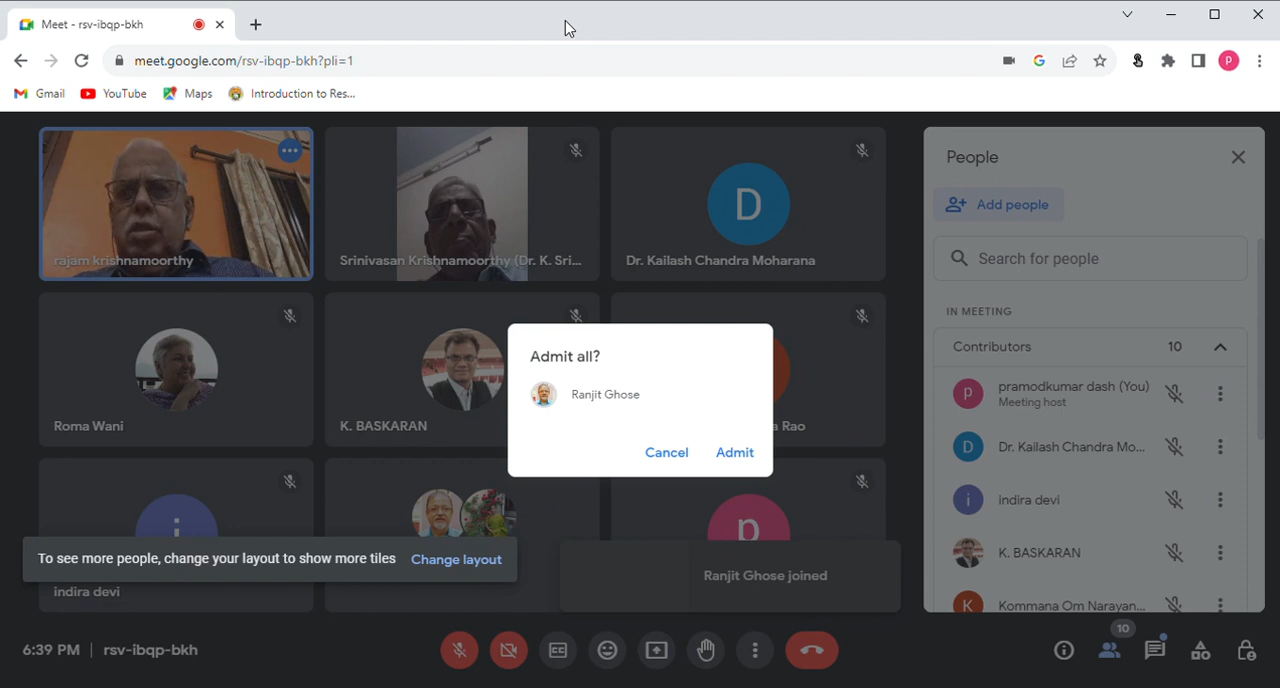 Meet - rsv-ibqp-bkh
meet.google.com/rsv-ibqp-bkh?pli=1
P
Gmail
YouTube
Maps
Introduction to Res...
rajam krishnamoorthy
Srinivasan Krishnamoorthy (Dr. K. Sri...
D
Dr. Kailash Chandra Moharana
Roma Wani
K. BASKARAN
a Rao
i
indira devi
p
Admit all?
Ranjit Ghose
Cancel
Admit
To see more people, change your layout to show more tiles
Change layout
Ranjit Ghose joined
People
Add people
Search for people
IN MEETING
Contributors
10
p
pramodkumar dash (You)
Meeting host
D
Dr. Kailash Chandra Mo...
i
indira devi
K. BASKARAN
K
Kommana Om Narayan...
6:39 PM | rsv-ibqp-bkh
10